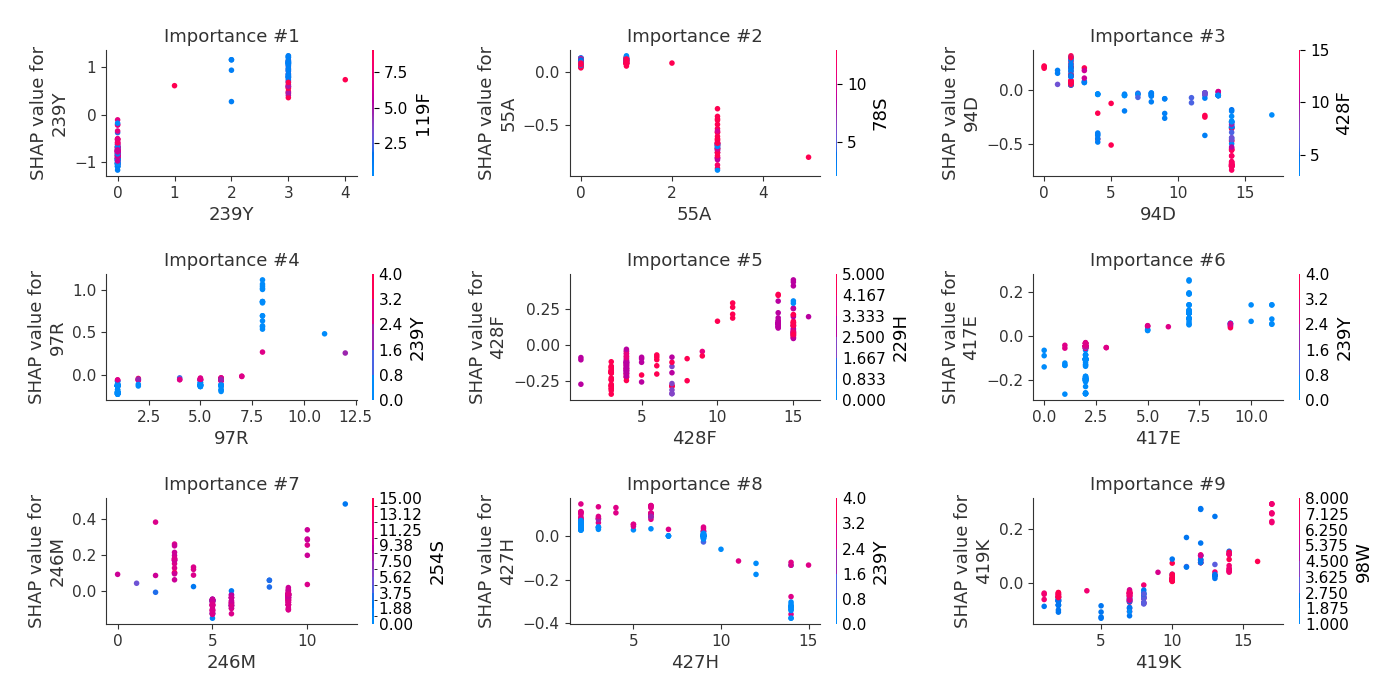 Importance #1
SHAP value for
239Y
1
0
−1
0 1 2 3 4
239Y
7.5
5.0
2.5
119F
Importance #2
SHAP value for
55A
0.0
−0.5
0 2 4
55A
10
5
78S
Importance #3
SHAP value for
94D
0.0
−0.5
0 5 10 15
94D
15
10
5
428F
Importance #4
SHAP value for
97R
1.0
0.5
0.0
2.5 5.0 7.5 10.0 12.5
97R
4.0
3.2
2.4
1.6
0.8
0.0
239Y
Importance #5
SHAP value for
428F
0.25
0.00
−0.25
5 10 15
428F
5.000
4.167
3.333
2.500
1.667
0.833
0.000
229H
Importance #6
SHAP value for
417E
0.2
0.0
−0.2
0.0 2.5 5.0 7.5 10.0
417E
4.0
3.2
2.4
1.6
0.8
0.0
239Y
Importance #7
SHAP value for
246M
0.4
0.2
0.0
0 5 10
246M
15.00
13.12
11.25
9.38
7.50
5.62
3.75
1.88
0.00
254S
Importance #8
SHAP value for
427H
0.0
−0.2
−0.4
5 10 15
427H
4.0
3.2
2.4
1.6
0.8
0.0
239Y
Importance #9
SHAP value for
419K
0.2
0.0
5 10 15
419K
8.000
7.125
6.250
5.375
4.500
3.625
2.750
1.875
1.000
98W